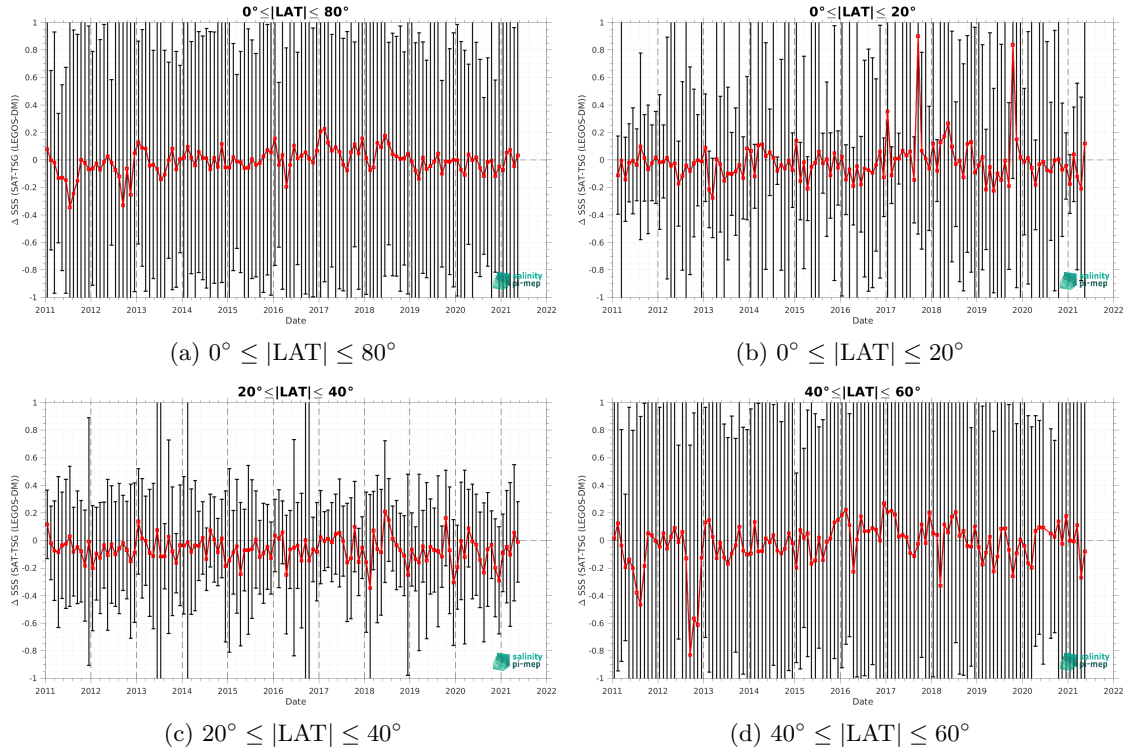 0°≤|LAT|≤ 80°
Δ SSS (SAT-TSG (LEGOS-DM))
1
0.8
0.6
0.4
0.2
0
-0.2
-0.4
-0.6
-0.8
-1
2011 2012 2013 2014 2015 2016 2017 2018 2019 2020 2021 2022
Date
salinity
pi-mep
(a) 0° ≤ |LAT| ≤ 80°
0°≤|LAT|≤ 20°
Δ SSS (SAT-TSG (LEGOS-DM))
1
0.8
0.6
0.4
0.2
0
-0.2
-0.4
-0.6
-0.8
-1
2011 2012 2013 2014 2015 2016 2017 2018 2019 2020 2021 2022
Date
salinity
pi-mep
(b) 0° ≤ |LAT| ≤ 20°
20°≤|LAT|≤ 40°
Δ SSS (SAT-TSG (LEGOS-DM))
1
0.8
0.6
0.4
0.2
0
-0.2
-0.4
-0.6
-0.8
-1
2011 2012 2013 2014 2015 2016 2017 2018 2019 2020 2021 2022
Date
salinity
pi-mep
(c) 20° ≤ |LAT| ≤ 40°
40°≤|LAT|≤ 60°
Δ SSS (SAT-TSG (LEGOS-DM))
1
0.8
0.6
0.4
0.2
0
-0.2
-0.4
-0.6
-0.8
-1
2011 2012 2013 2014 2015 2016 2017 2018 2019 2020 2021 2022
Date
salinity
pi-mep
(d) 40° ≤ |LAT| ≤ 60°